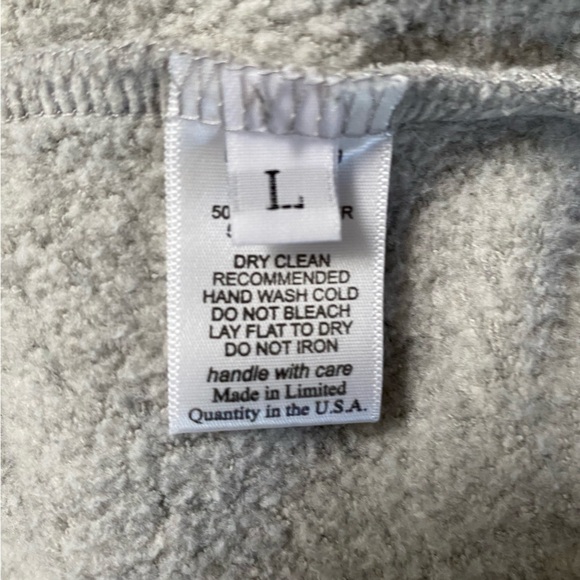 L
50
DRY CLEAN
RECOMMENDED
HAND WASH COLD
DO NOT BLEACH
LAY FLAT TO DRY
DO NOT IRON
handle with care
Made in Limited
Quantity in the U.S.A.